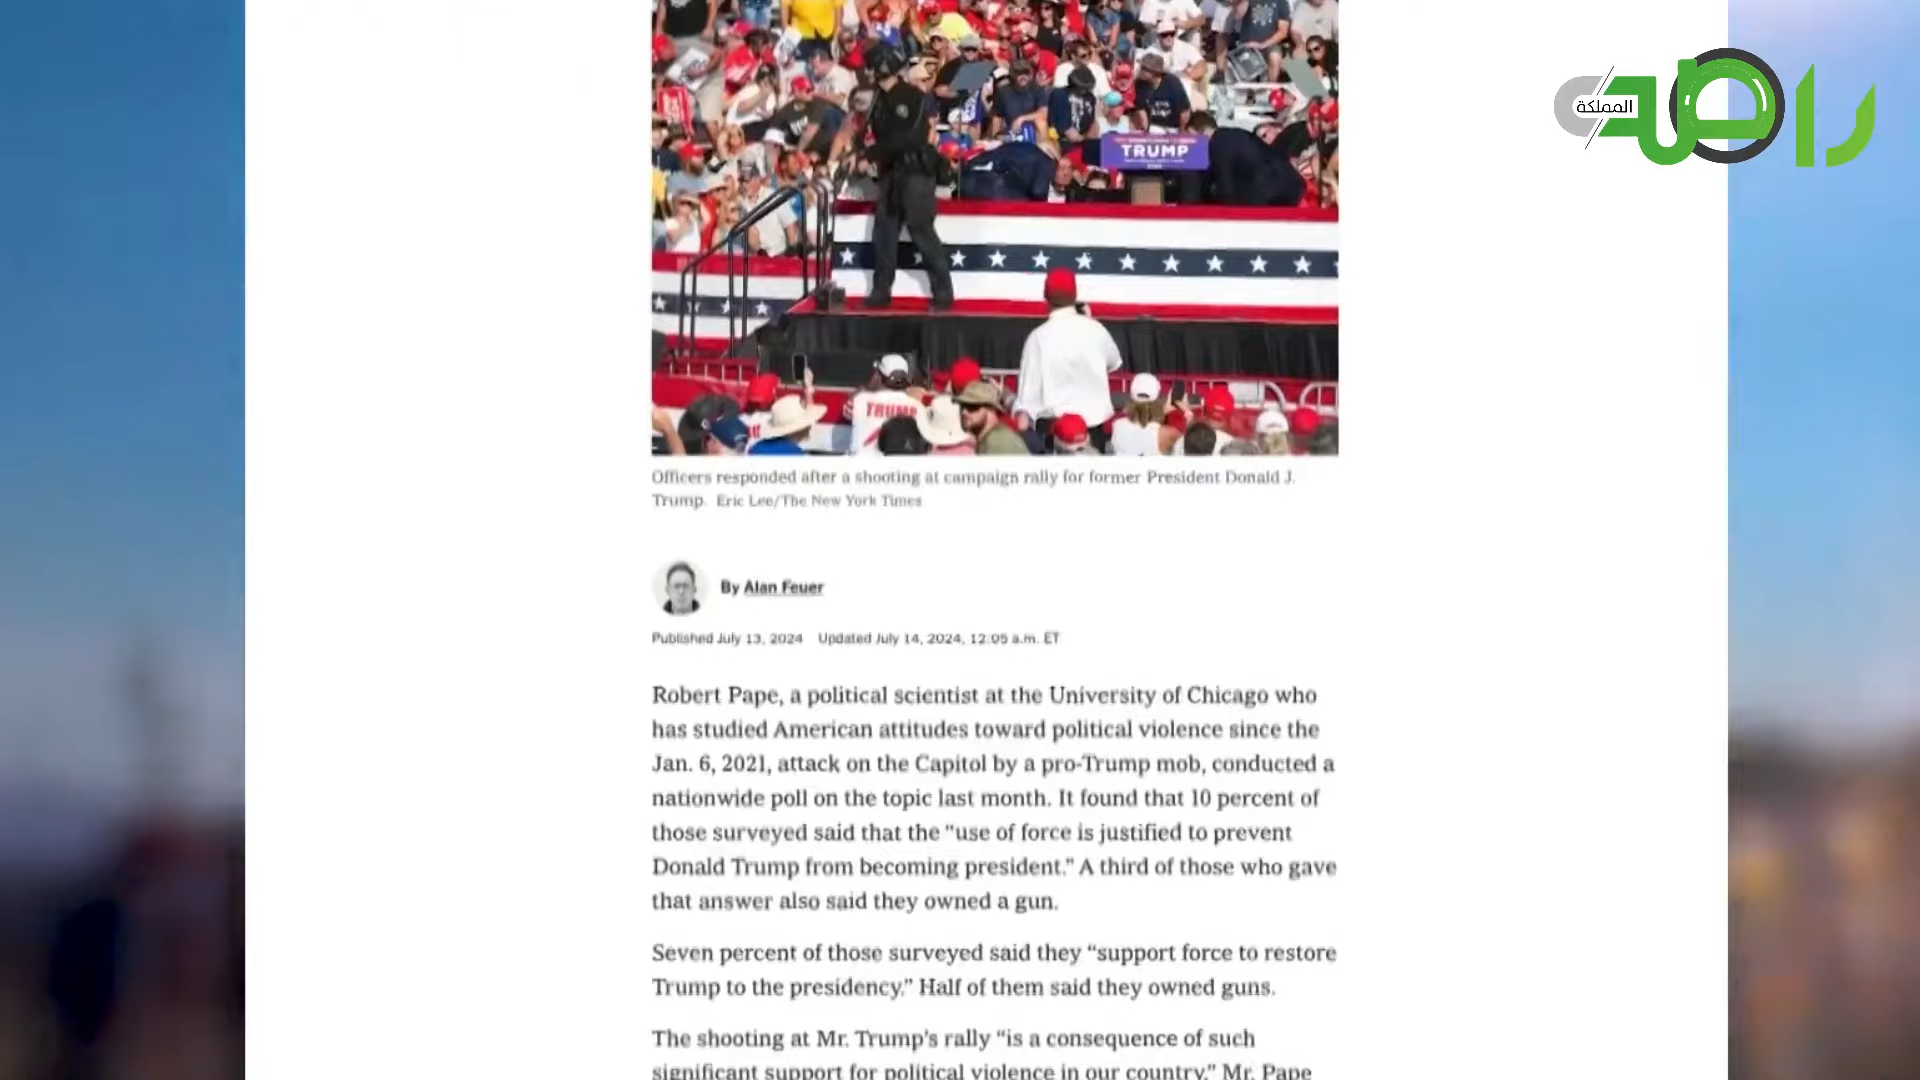 المملكة
راصد
TRUMP
TRUMP
Officers responded after a shooting at campaign rally for former President Donald J.
Trump. Eric Lee/The New York Times
By Alan Feuer
Published July 13, 2024 Updated July 14, 2024, 12:05 a.m. ET
Robert Pape, a political scientist at the University of Chicago who
has studied American attitudes toward political violence since the
Jan. 6, 2021, attack on the Capitol by a pro-Trump mob, conducted a
nationwide poll on the topic last month. It found that 10 percent of
those surveyed said that the “use of force is justified to prevent
Donald Trump from becoming president.” A third of those who gave
that answer also said they owned a gun.
Seven percent of those surveyed said they “support force to restore
Trump to the presidency.” Half of them said they owned guns.
The shooting at Mr. Trump’s rally “is a consequence of such
significant support for political violence in our country,” Mr. Pape